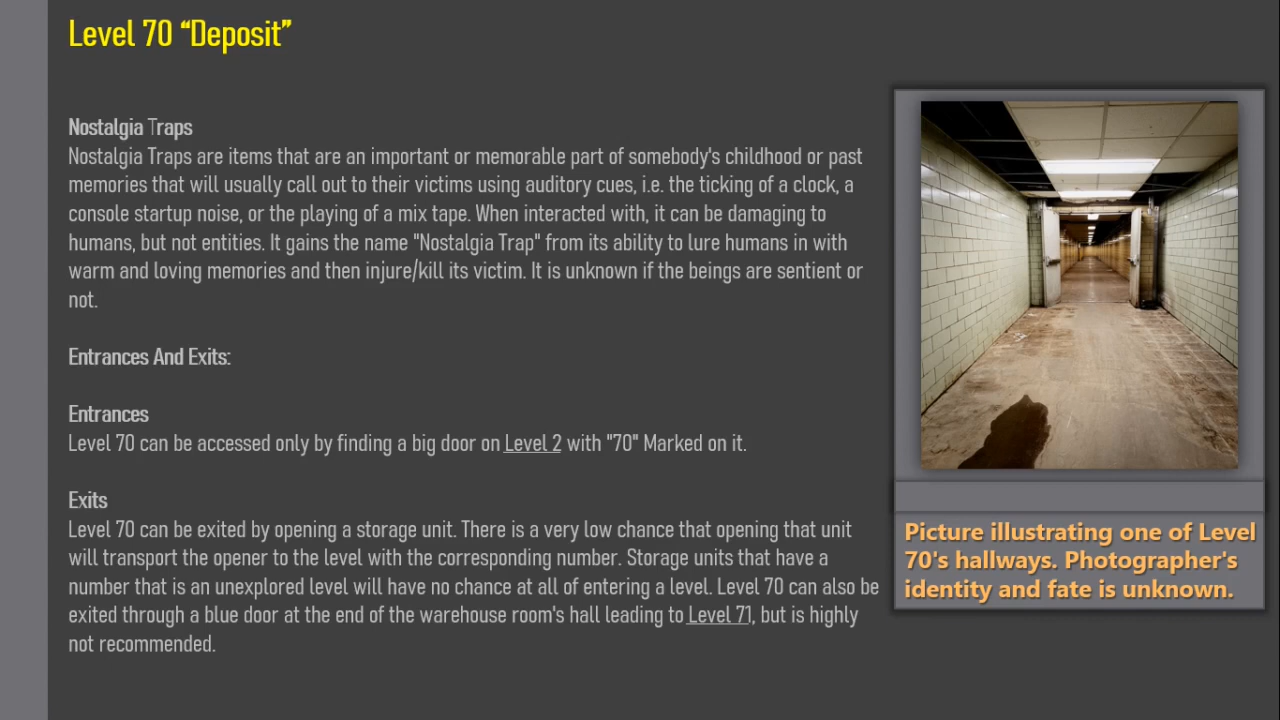 Level 70 “Deposit”
Nostalgia Traps
Nostalgia Traps are items that are an important or memorable part of somebody's childhood or past
memories that will usually call out to their victims using auditory cues, i.e. the ticking of a clock, a
console startup noise, or the playing of a mix tape. When interacted with, it can be damaging to
humans, but not entities. It gains the name "Nostalgia Trap" from its ability to lure humans in with
warm and loving memories and then injure/kill its victim. It is unknown if the beings are sentient or
not.
Entrances And Exits:
Entrances
Level 70 can be accessed only by finding a big door on Level 2 with "70" Marked on it.
Exits
Level 70 can be exited by opening a storage unit. There is a very low chance that opening that unit
will transport the opener to the level with the corresponding number. Storage units that have a
number that is an unexplored level will have no chance at all of entering a level. Level 70 can also be
exited through a blue door at the end of the warehouse room's hall leading to Level 71, but is highly
not recommended.
Picture illustrating one of Level
70's hallways. Photographer's
identity and fate is unknown.